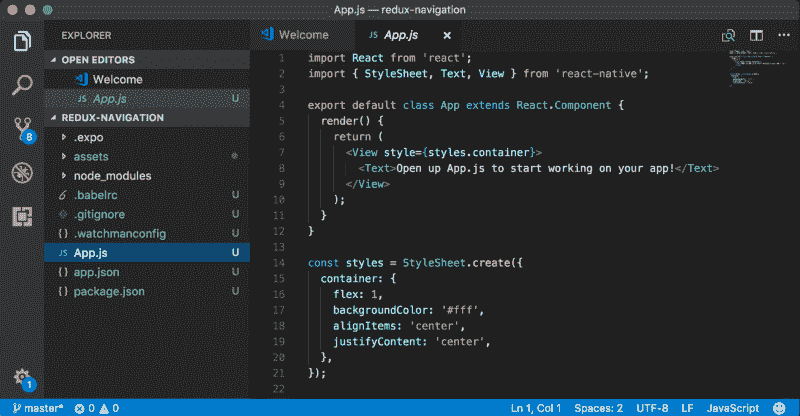 App.js — redux-navigation
EXPLORER
OPEN EDITORS
Welcome
JS App.js U
REDUX-NAVIGATION
.expo
assets
node_modules
.babelrc U
.gitignore U
{} .watchmanconfig U
JS App.js U
{} app.json U
{} package.json U
8
1
Welcome
JS App.js ×
1 import React from 'react';
2 import { StyleSheet, Text, View } from 'react-native';
3
4 export default class App extends React.Component {
5 render() {
6 return (
7 <View style={styles.container}>
8 <Text>Open up App.js to start working on your app!</Text>
9 </View>
10 );
11 }
12 }
13
14 const styles = StyleSheet.create({
15 container: {
16 flex: 1,
17 backgroundColor: '#fff',
18 alignItems: 'center',
19 justifyContent: 'center',
20 },
21 });
22
master* 0 0 Ln 1, Col 1 Spaces: 2 UTF-8 LF JavaScript